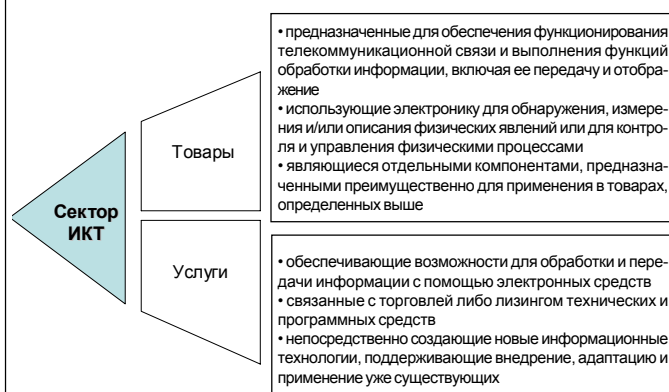 Сектор
ИКТ
Товары
• предназначенные для обеспечения функционирования
телекоммуникационной связи и выполнения функций
обработки информации, включая ее передачу и отобра-
жение
• использующие электронику для обнаружения, измере-
ния и/или описания физических явлений или для контро-
ля и управления физическими процессами
• являющиеся отдельными компонентами, предназна-
ченными преимущественно для применения в товарах,
определенных выше
Услуги
• обеспечивающие возможности для обработки и пере-
дачи информации с помощью электронных средств
• связанные с торговлей либо лизингом технических и
программных средств
• непосредственно создающие новые информационные
технологии, поддерживающие внедрение, адаптацию и
применение уже существующих